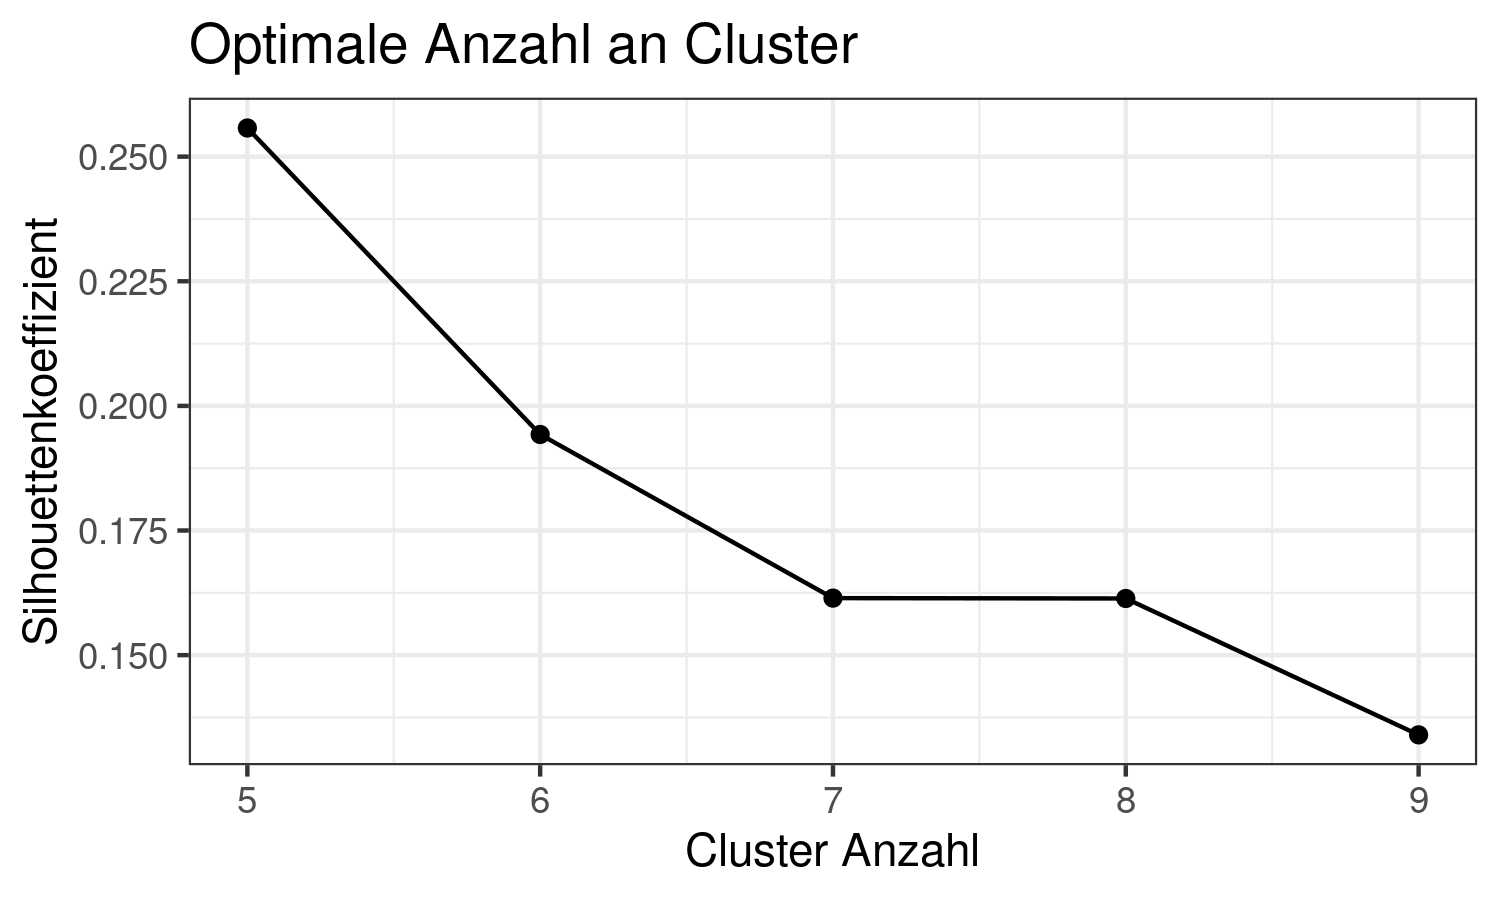 Optimale Anzahl an Cluster
Silhouettenkoeffizient
0.250
0.225
0.200
0.175
0.150
5 6 7 8 9
Cluster Anzahl